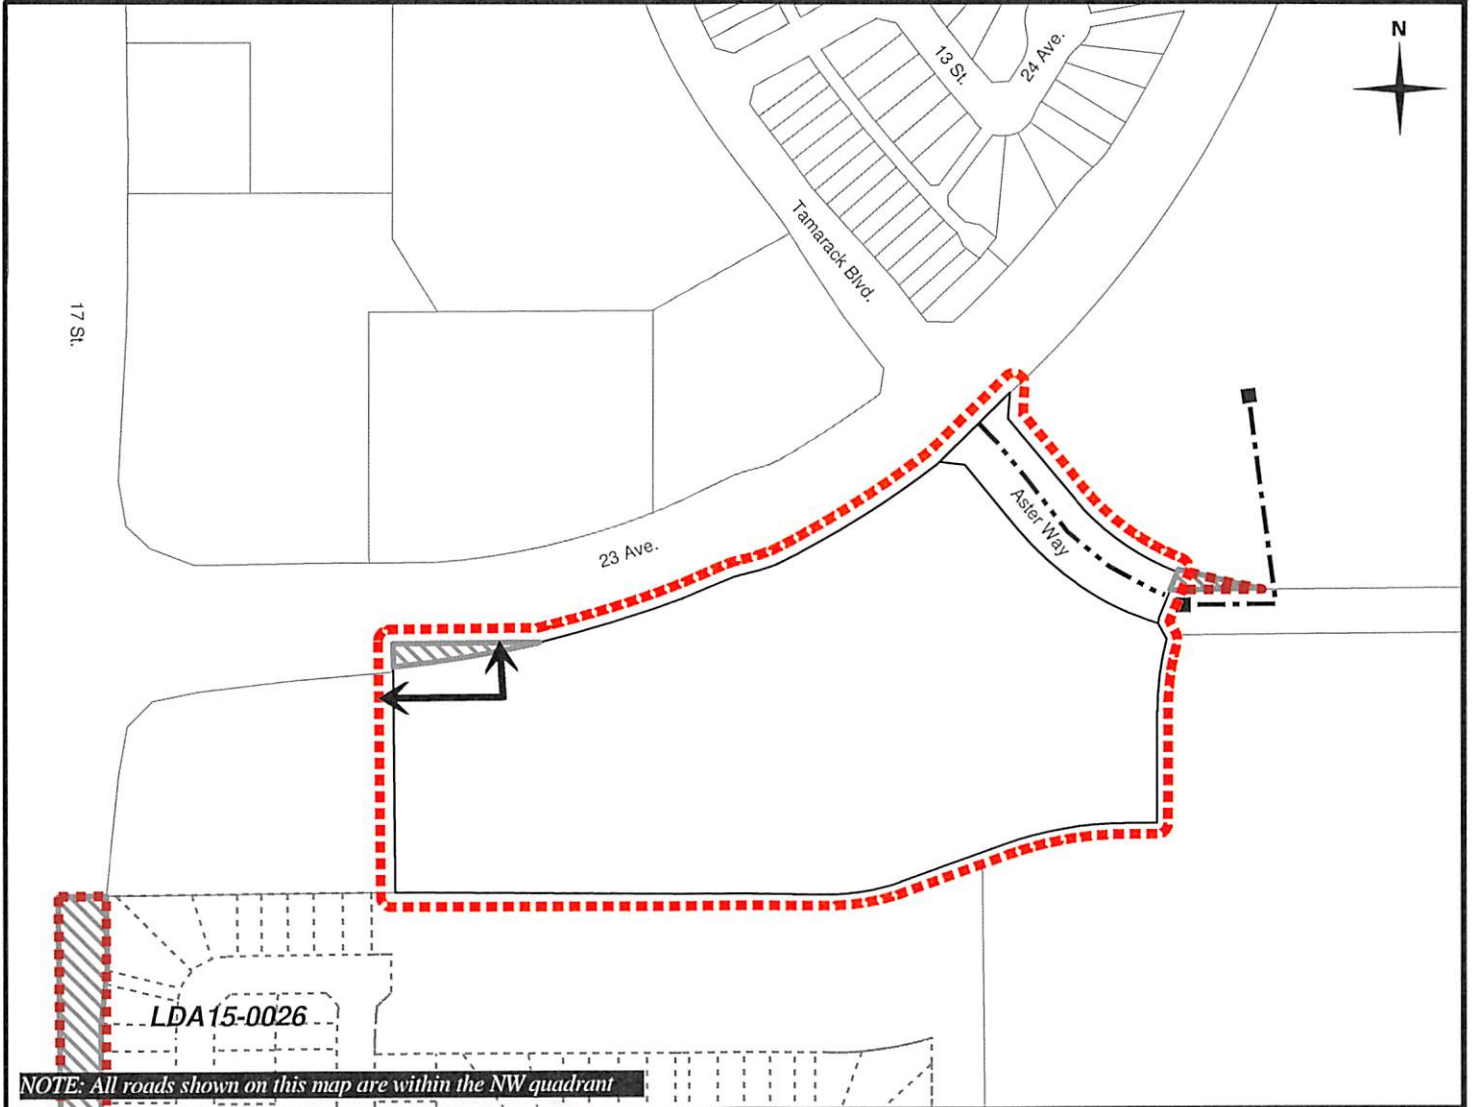 N
13 St.
24 Ave.
Tamarack Blvd.
17 St.
Aster Way
23 Ave.
LDA15-0026
NOTE: All roads shown on this map are within the NW quadrant